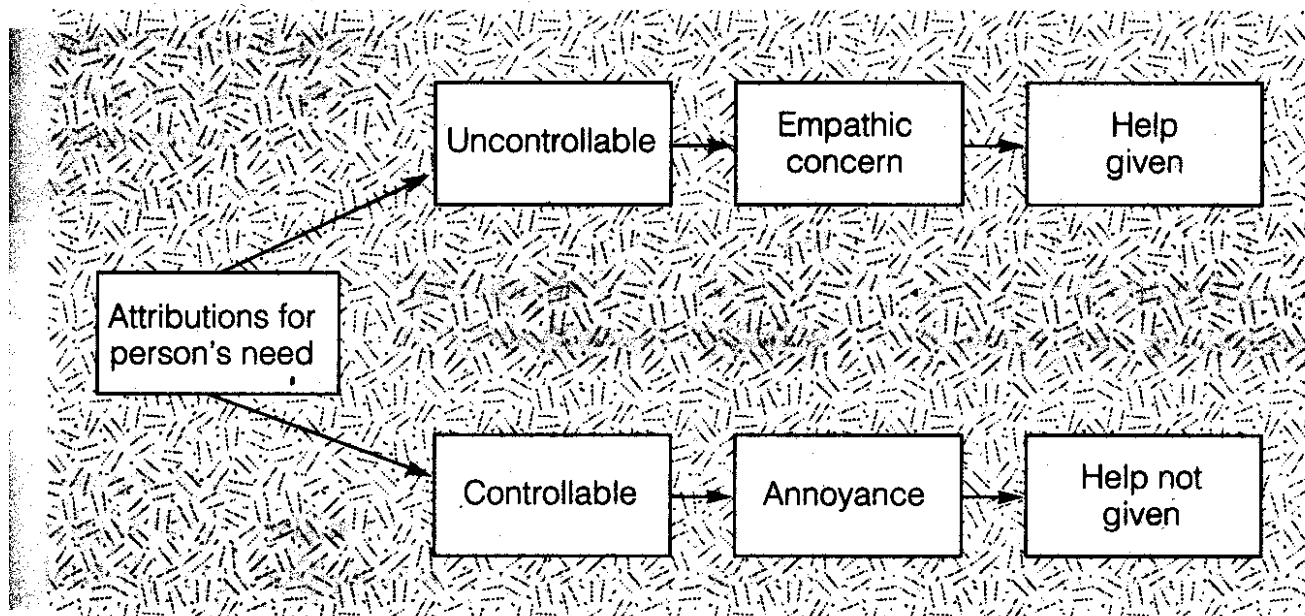 Uncontrollable
Empathic
concern
Help
given
Attributions for
person's need
Controllable
Annoyance
Help not
given